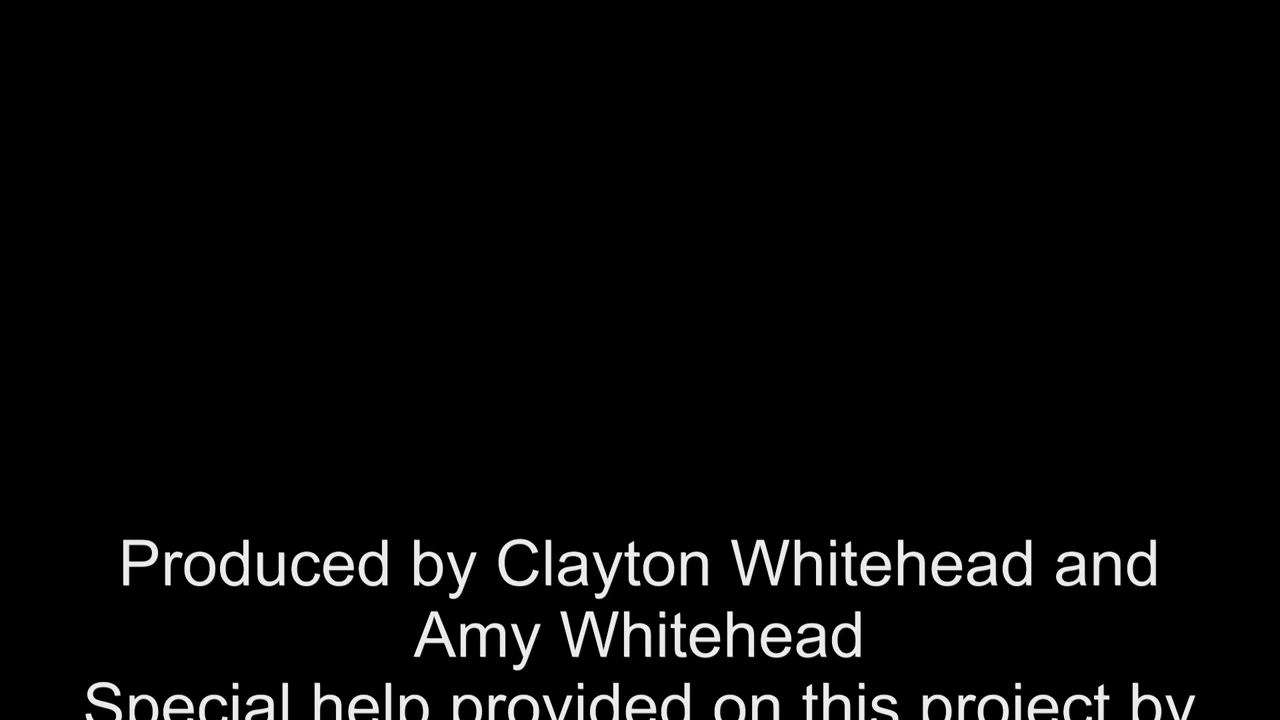 Produced by Clayton Whitehead and
Amy Whitehead
Special help provided on this project by